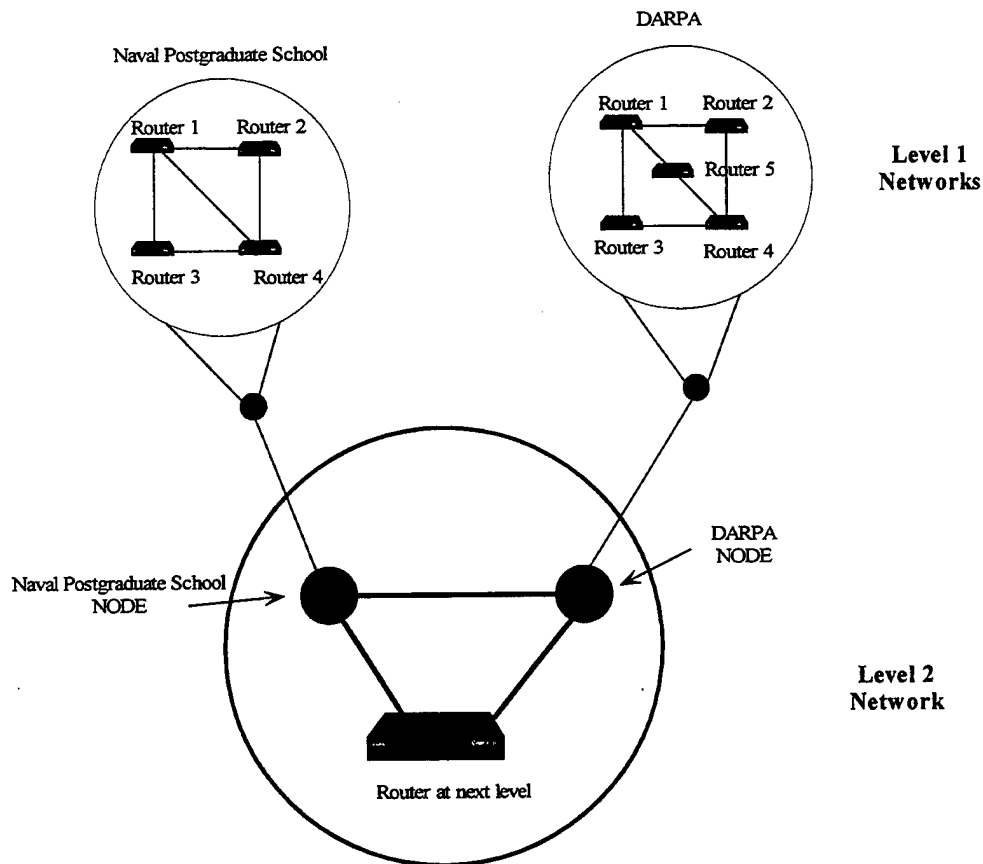 DARPA
Naval Postgraduate School
Router 1
Router 2
Router 3
Router 4
Router 1
Router 2
Router 5
Router 3
Router 4
Level 1
Networks
DARPA
NODE
Naval Postgraduate School
NODE
Level 2
Network
Router at next level